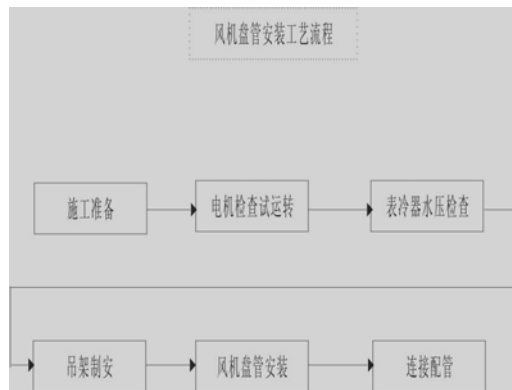 风机盘管安装工艺流程
施工准备
电机检查试运转
表冷器水压检查
吊架制安
风机盘管安装
连接配管